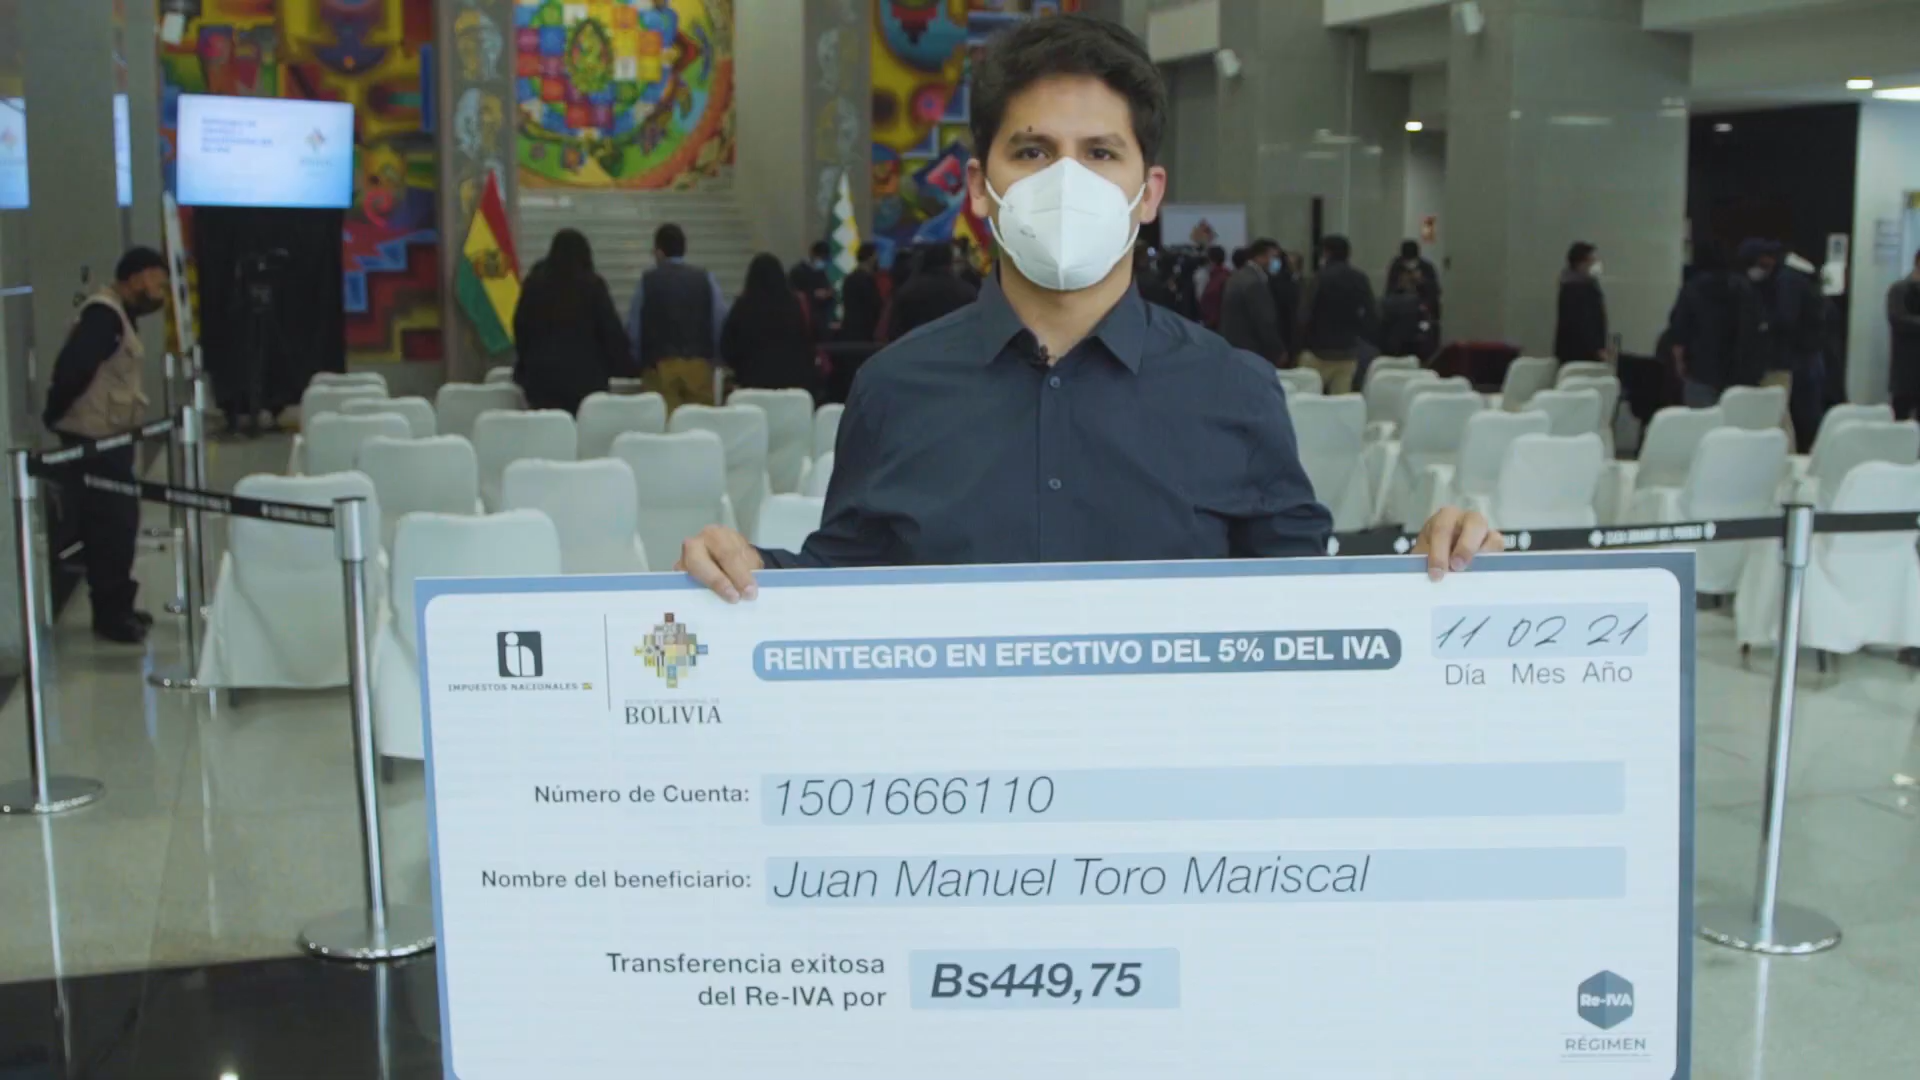 IMPUESTOS NACIONALES
BOLIVIA
REINTEGRO EN EFECTIVO DEL 5% DEL IVA
11 02 21
Día Mes Año
Número de Cuenta: 1501666110
Nombre del beneficiario: Juan Manuel Toro Mariscal
Transferencia exitosa
del Re-IVA por
Bs449,75
Re-IVA
RÉGIMEN